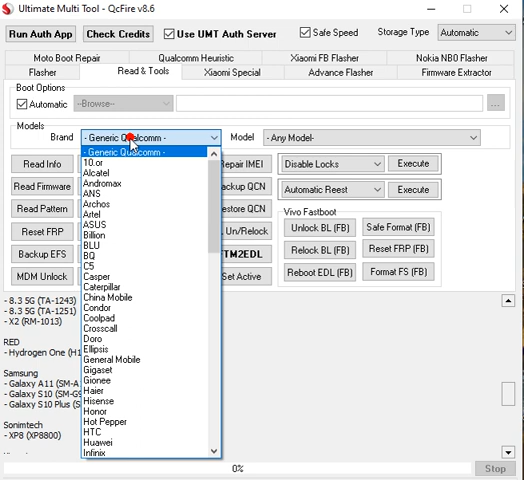 Ultimate Multi Tool - QcFire v8.6
Run Auth App Check Credits Use UMT Auth Server Safe Speed Storage Type Automatic
Moto Boot Repair Qualcomm Heuristic Xiaomi FB Flasher Nokia NB0 Flasher
Flasher Read & Tools Xiaomi Special Advance Flasher Firmware Extractor
Boot Options
Automatic --Browse-- ...
Models
Brand - Generic Qualcomm - Model - Any Model-
- Generic Qualcomm -
10.or
Alcatel
Andromax
ANS
Archos
Artel
ASUS
Billion
BLU
BQ
C5
Casper
Caterpillar
China Mobile
Condor
Coolpad
Crosscall
Doro
Ellipsis
General Mobile
Gigaset
Gionee
Haier
Hisense
Honor
Hot Pepper
HTC
Huawei
Infinix
Read Info
Read Firmware
Read Pattern
Reset FRP
Backup EFS
MDM Unlock
Repair IMEI
ackup QCN
estore QCN
Un/Relock
TM2EDL
Set Active
Disable Locks Execute
Automatic Reest Execute
Vivo Fastboot
Unlock BL (FB) Safe Format (FB)
Relock BL (FB) Reset FRP (FB)
Reboot EDL (FB) Format FS (FB)
- 8.3 5G (TA-1243)
- 8.3 5G (TA-1251)
- X2 (RM-1013)
RED
- Hydrogen One (H1
Samsung
- Galaxy A11 (SM-A
- Galaxy S10 (SM-G9
- Galaxy S10 Plus (S
Sonimtech
- XP8 (XP8800)
0% Stop